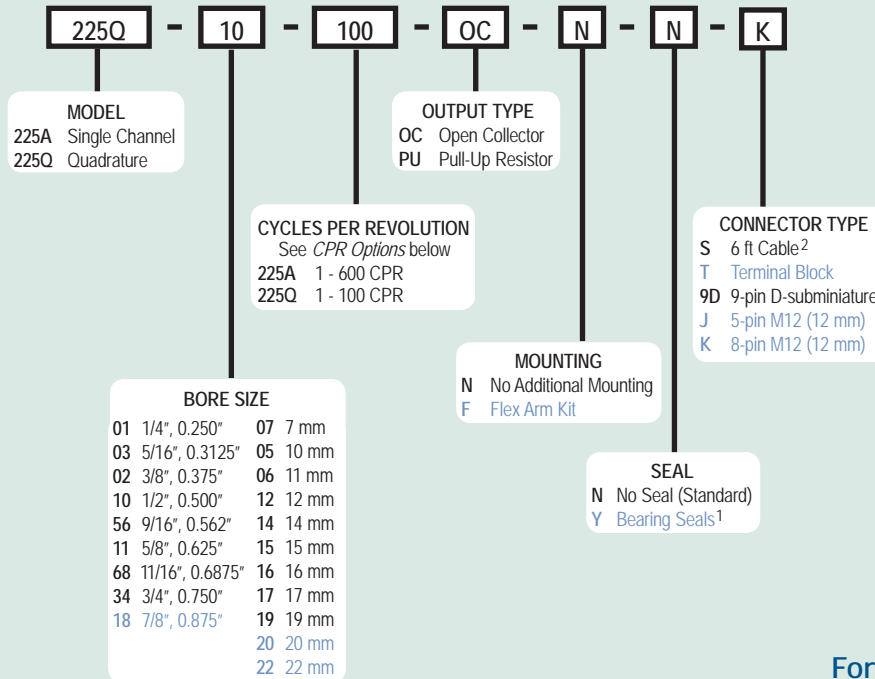 225Q - 10 - 100 - OC - N - N - K
MODEL
225A Single Channel
225Q Quadrature
OUTPUT TYPE
OC Open Collector
PU Pull-Up Resistor
CYCLES PER REVOLUTION
See CPR Options below
225A 1 - 600 CPR
225Q 1 - 100 CPR
CONNECTOR TYPE
S 6 ft Cable2
T Terminal Block
9D 9-pin D-subminiature
J 5-pin M12 (12 mm)
K 8-pin M12 (12 mm)
MOUNTING
N No Additional Mounting
F Flex Arm Kit
BORE SIZE
01 1/4", 0.250" 07 7 mm
03 5/16", 0.3125" 05 10 mm
02 3/8", 0.375" 06 11 mm
10 1/2", 0.500" 12 12 mm
56 9/16", 0.562" 14 14 mm
11 5/8", 0.625" 15 15 mm
68 11/16", 0.6875" 16 16 mm
34 3/4", 0.750" 17 17 mm
18 7/8", 0.875" 19 19 mm
20 20 mm
22 22 mm
SEAL
N No Seal (Standard)
Y Bearing Seals1
For